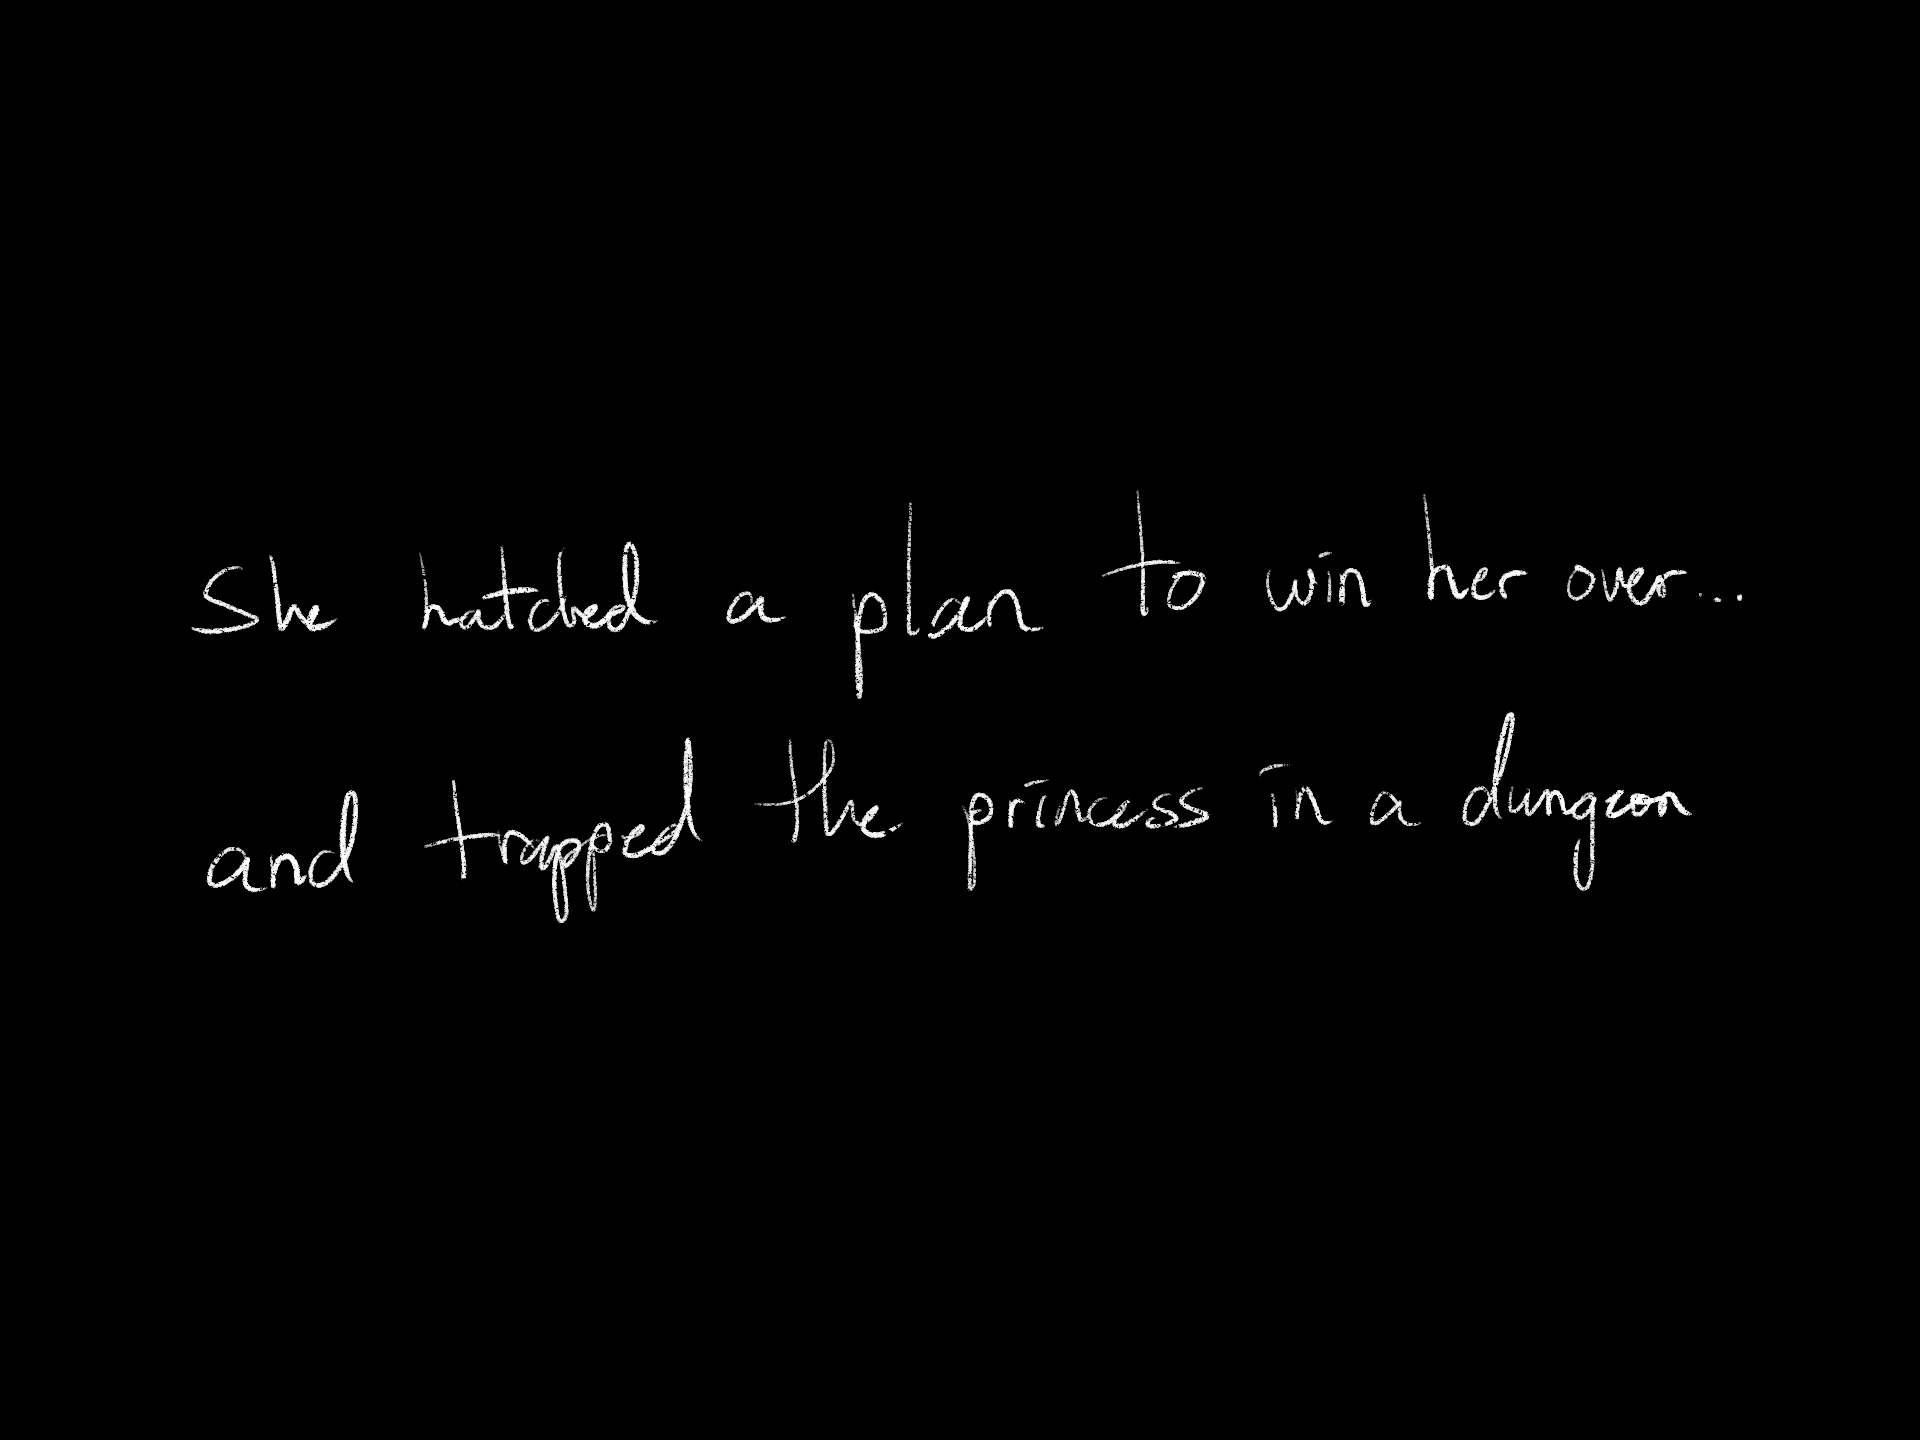 She hatched a plan to win her over...
and trapped the princess in a dungeon